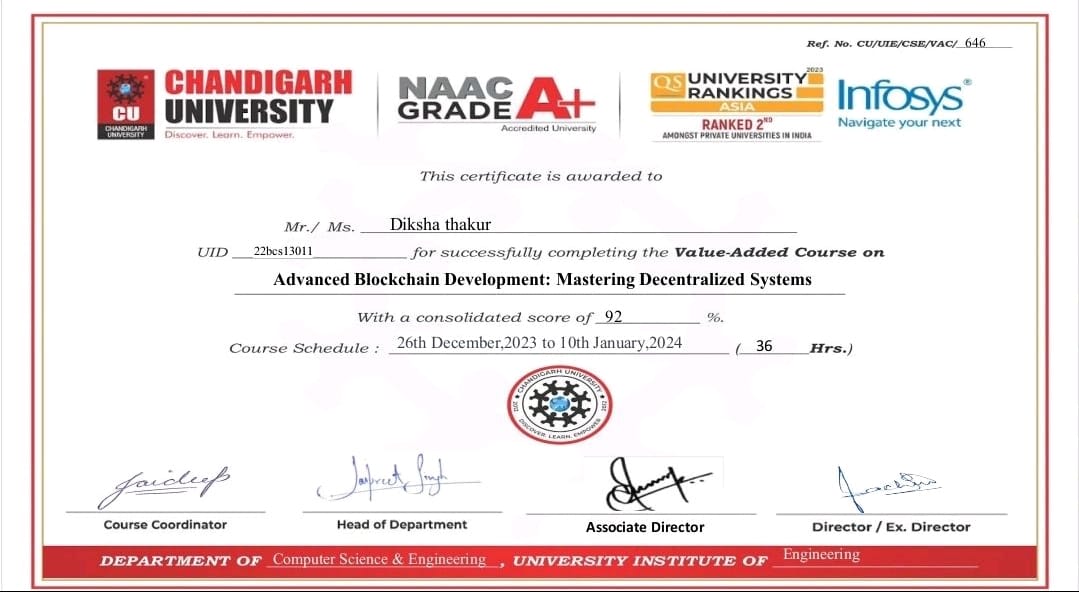 Ref. No. CU/UIE/CSE/VAC/ 646
CU
CHANDIGARH
UNIVERSITY
CHANDIGARH
UNIVERSITY
Discover. Learn. Empower.
NAAC
GRADE A+
Accredited University
2023
QS UNIVERSITY
RANKINGS
ASIA
RANKED 2ND
AMONGST PRIVATE UNIVERSITIES IN INDIA
Infosys®
Navigate your next
This certificate is awarded to
Mr./ Ms. Diksha thakur
UID 22bcs13011 for successfully completing the Value-Added Course on
Advanced Blockchain Development: Mastering Decentralized Systems
With a consolidated score of 92 %.
Course Schedule : 26th December,2023 to 10th January,2024 ( 36 Hrs.)
CHANDIGARH UNIVERSITY
DISCOVER. LEARN. EMPOWER
Jaideep
Jaspreet Singh
Course Coordinator
Head of Department
Associate Director
Director / Ex. Director
DEPARTMENT OF Computer Science & Engineering , UNIVERSITY INSTITUTE OF Engineering